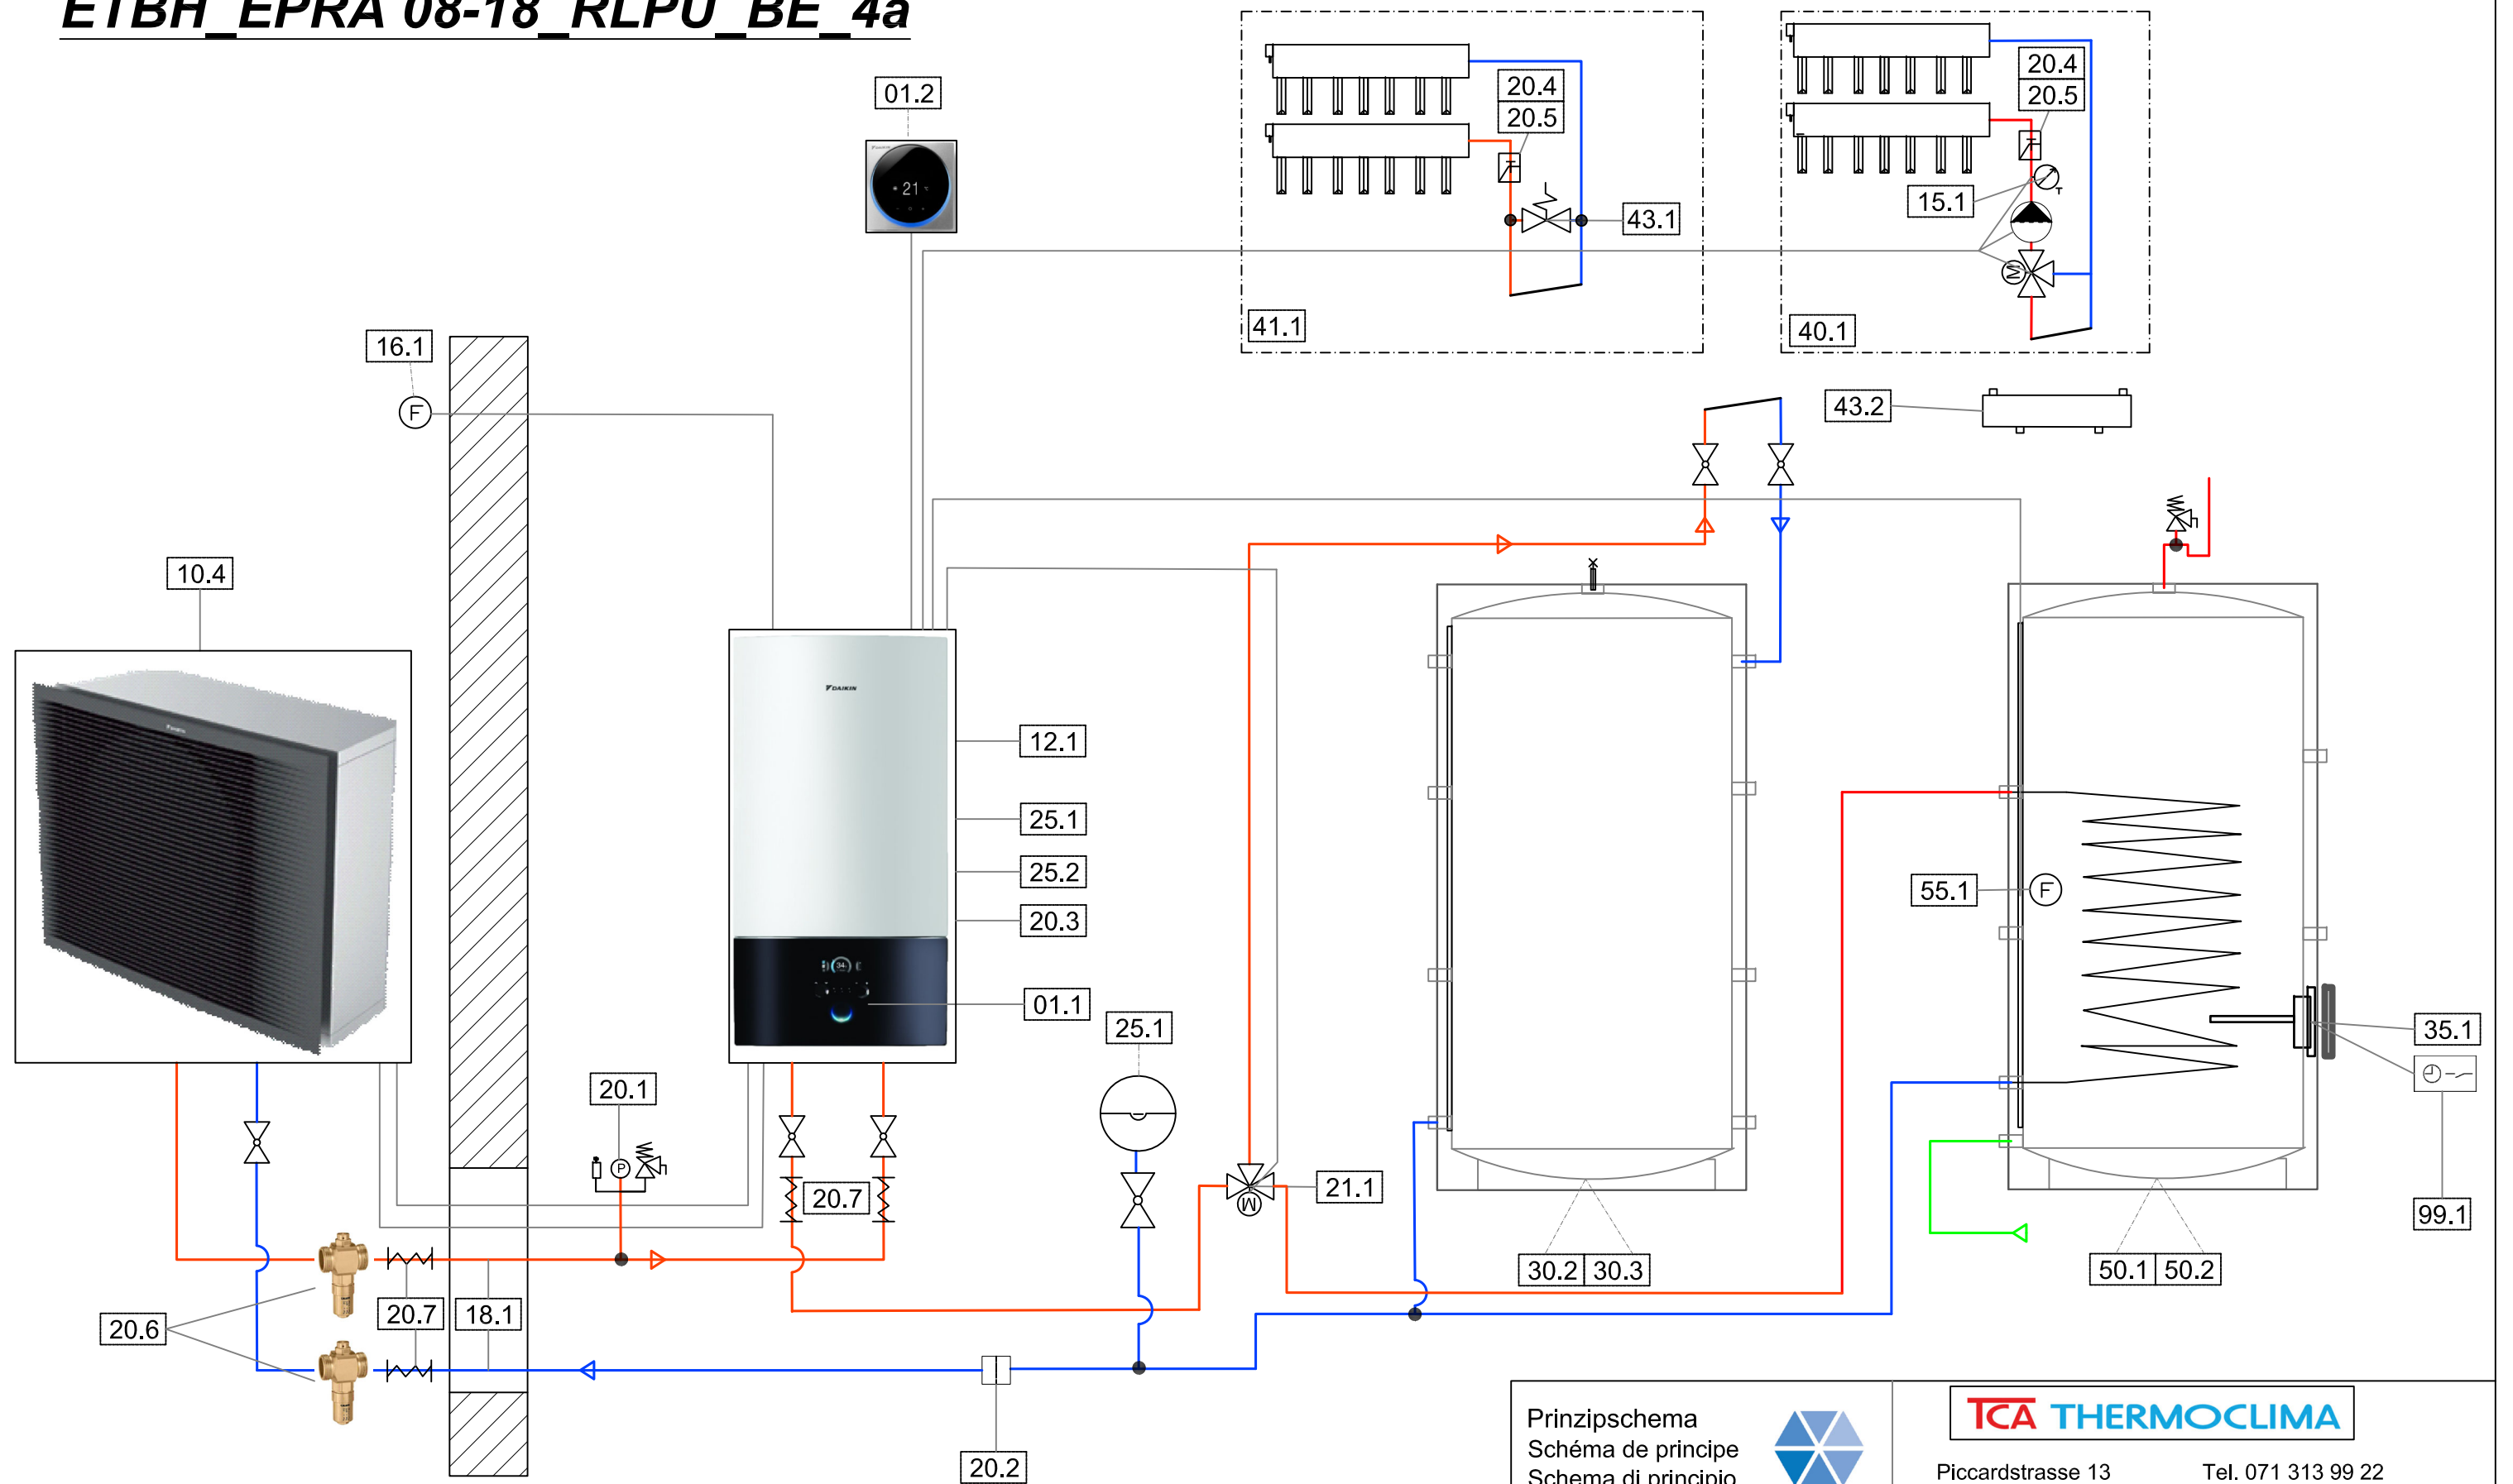 ETBH_EPRA 08-18_RLPU_BE_4a
01.2
DAIKIN
21
20.4
20.5
43.1
41.1
20.4
20.5
15.1
T
M
40.1
16.1
F
43.2
10.4
DAIKIN
12.1
25.1
25.2
20.3
34
01.1
25.1
55.1
F
35.1
20.1
P
20.7
21.1
M
99.1
30.2 30.3
50.1 50.2
20.6
20.7
18.1
20.2
Prinzipschema
Schéma de principe
Schema di principio
TCA THERMOCLIMA
Piccardstrasse 13
Tel. 071 313 99 22